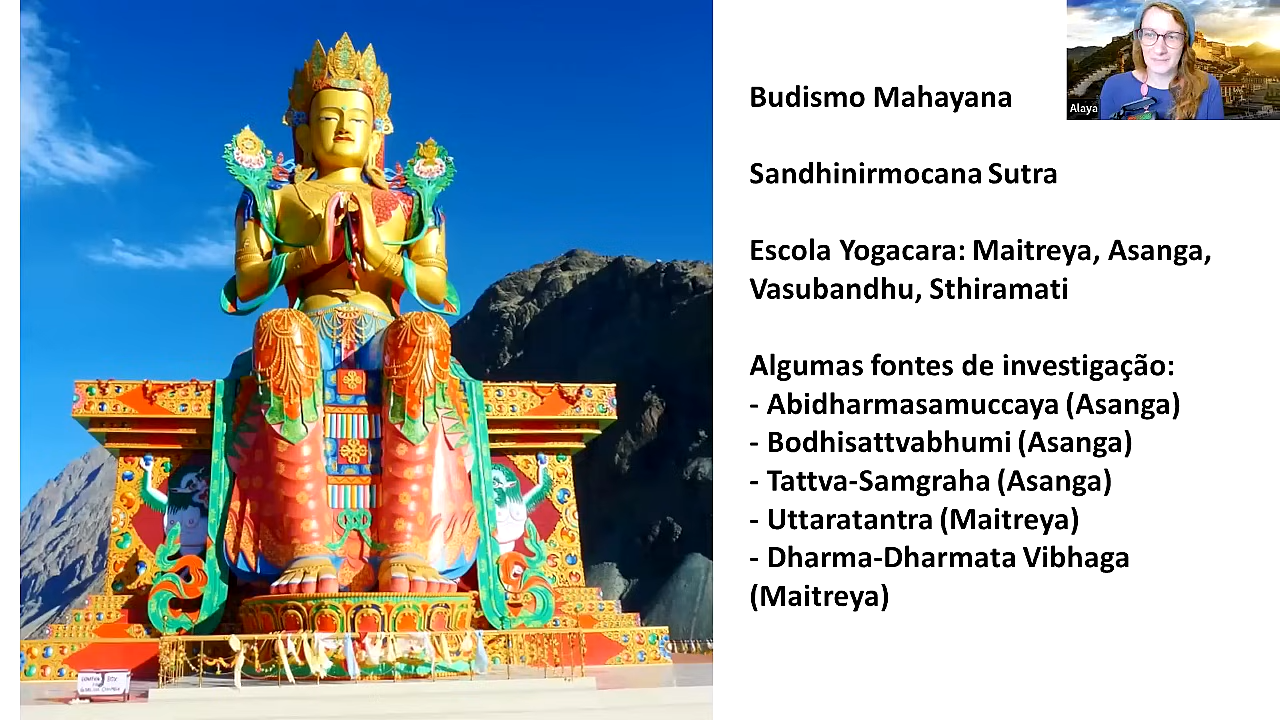 Budismo Mahayana
Alaya
Sandhinirmocana Sutra
Escola Yogacara: Maitreya, Asanga,
Vasubandhu, Sthiramati
Algumas fontes de investigação:
- Abidharmasamuccaya (Asanga)
- Bodhisattvabhumi (Asanga)
- Tattva-Samgraha (Asanga)
- Uttaratantra (Maitreya)
- Dharma-Dharmata Vibhaga
(Maitreya)